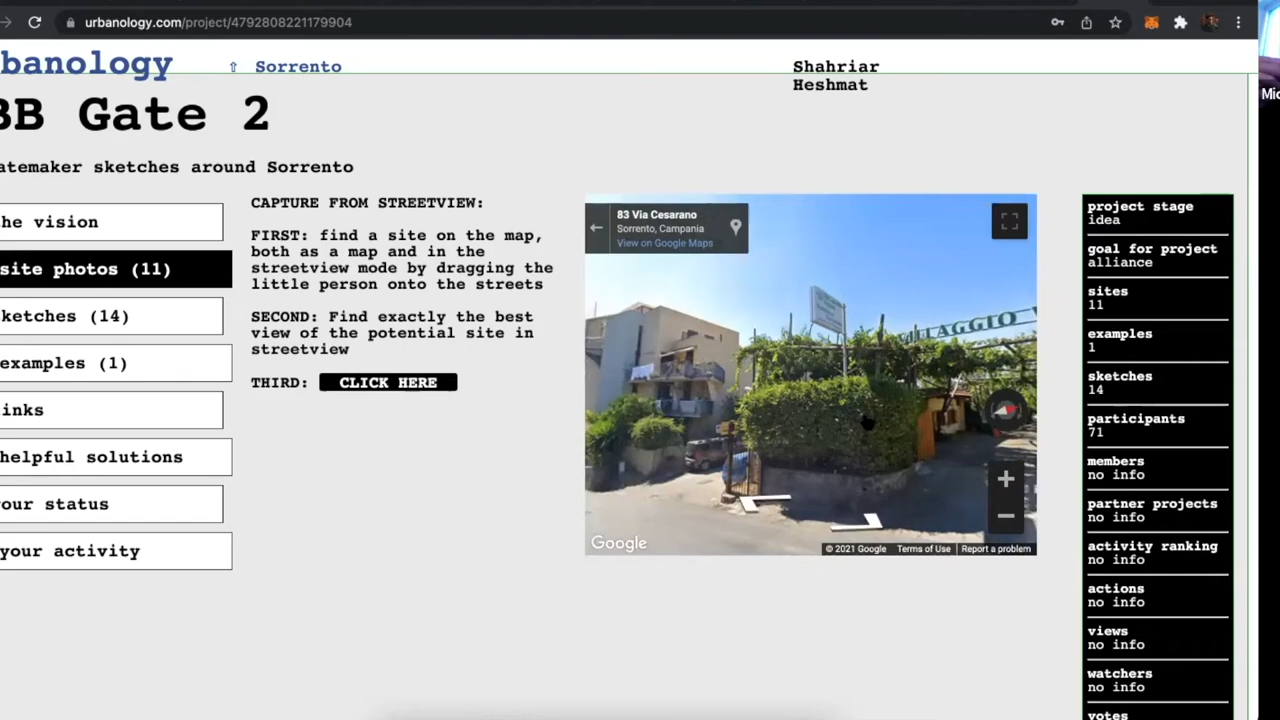 urbanology.com/project/4792808221179904
banology
⇧ Sorrento
Shahriar
Heshmat
BB Gate 2
atemaker sketches around Sorrento
he vision
site photos (11)
ketches (14)
examples (1)
inks
helpful solutions
our status
your activity
CAPTURE FROM STREETVIEW:
FIRST: find a site on the map,
both as a map and in the
streetview mode by dragging the
little person onto the streets
SECOND: Find exactly the best
view of the potential site in
streetview
THIRD: CLICK HERE
83 Via Cesarano
Sorrento, Campania
View on Google Maps
VILLAGGIO
Google
© 2021 Google Terms of Use Report a problem
project stage
idea
goal for project
alliance
sites
11
examples
1
sketches
14
participants
71
members
no info
partner projects
no info
activity ranking
no info
actions
no info
views
no info
watchers
no info
votes
Mic